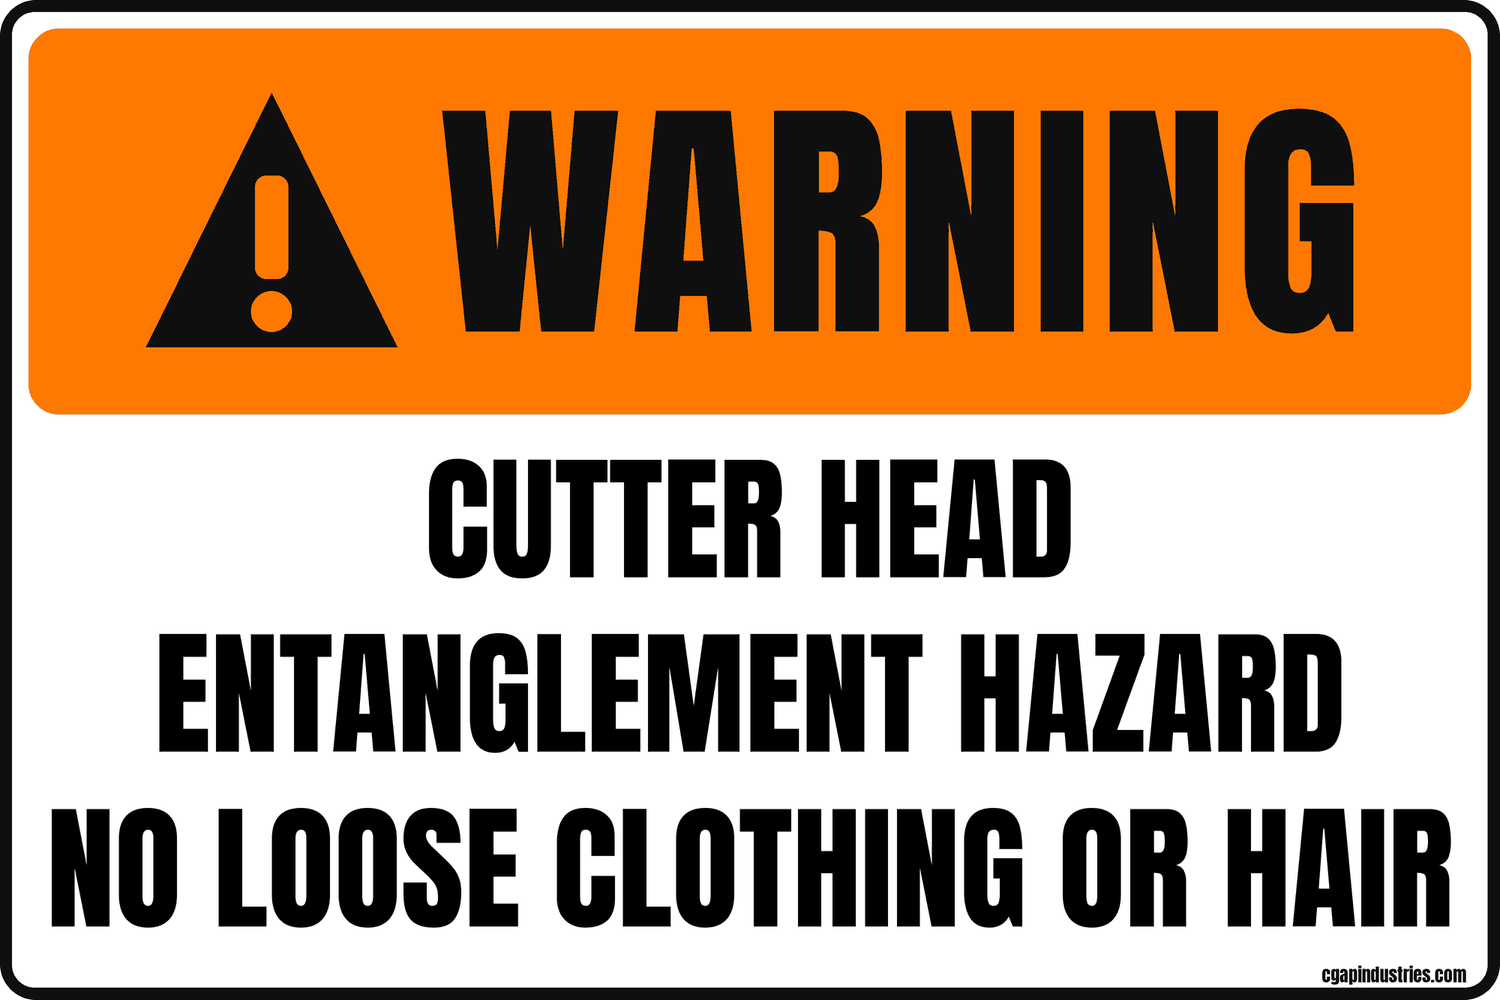 WARNING
CUTTER HEAD
ENTANGLEMENT HAZARD
NO LOOSE CLOTHING OR HAIR
cgapindustries.com